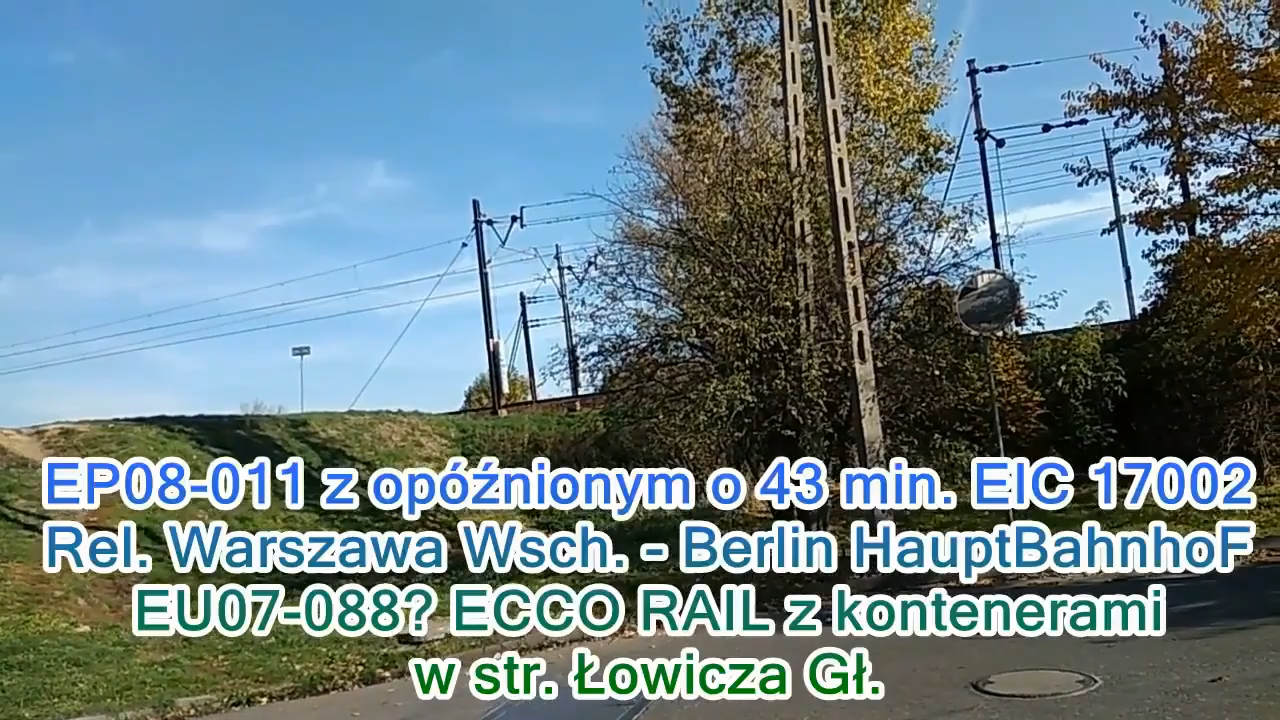 EP08-011 z opóźnionym o 43 min. EIC 17002
Rel. Warszawa Wsch. - Berlin HauptBahnhoF
EU07-088? ECCO RAIL z kontenerami
w str. Łowicza Gł.